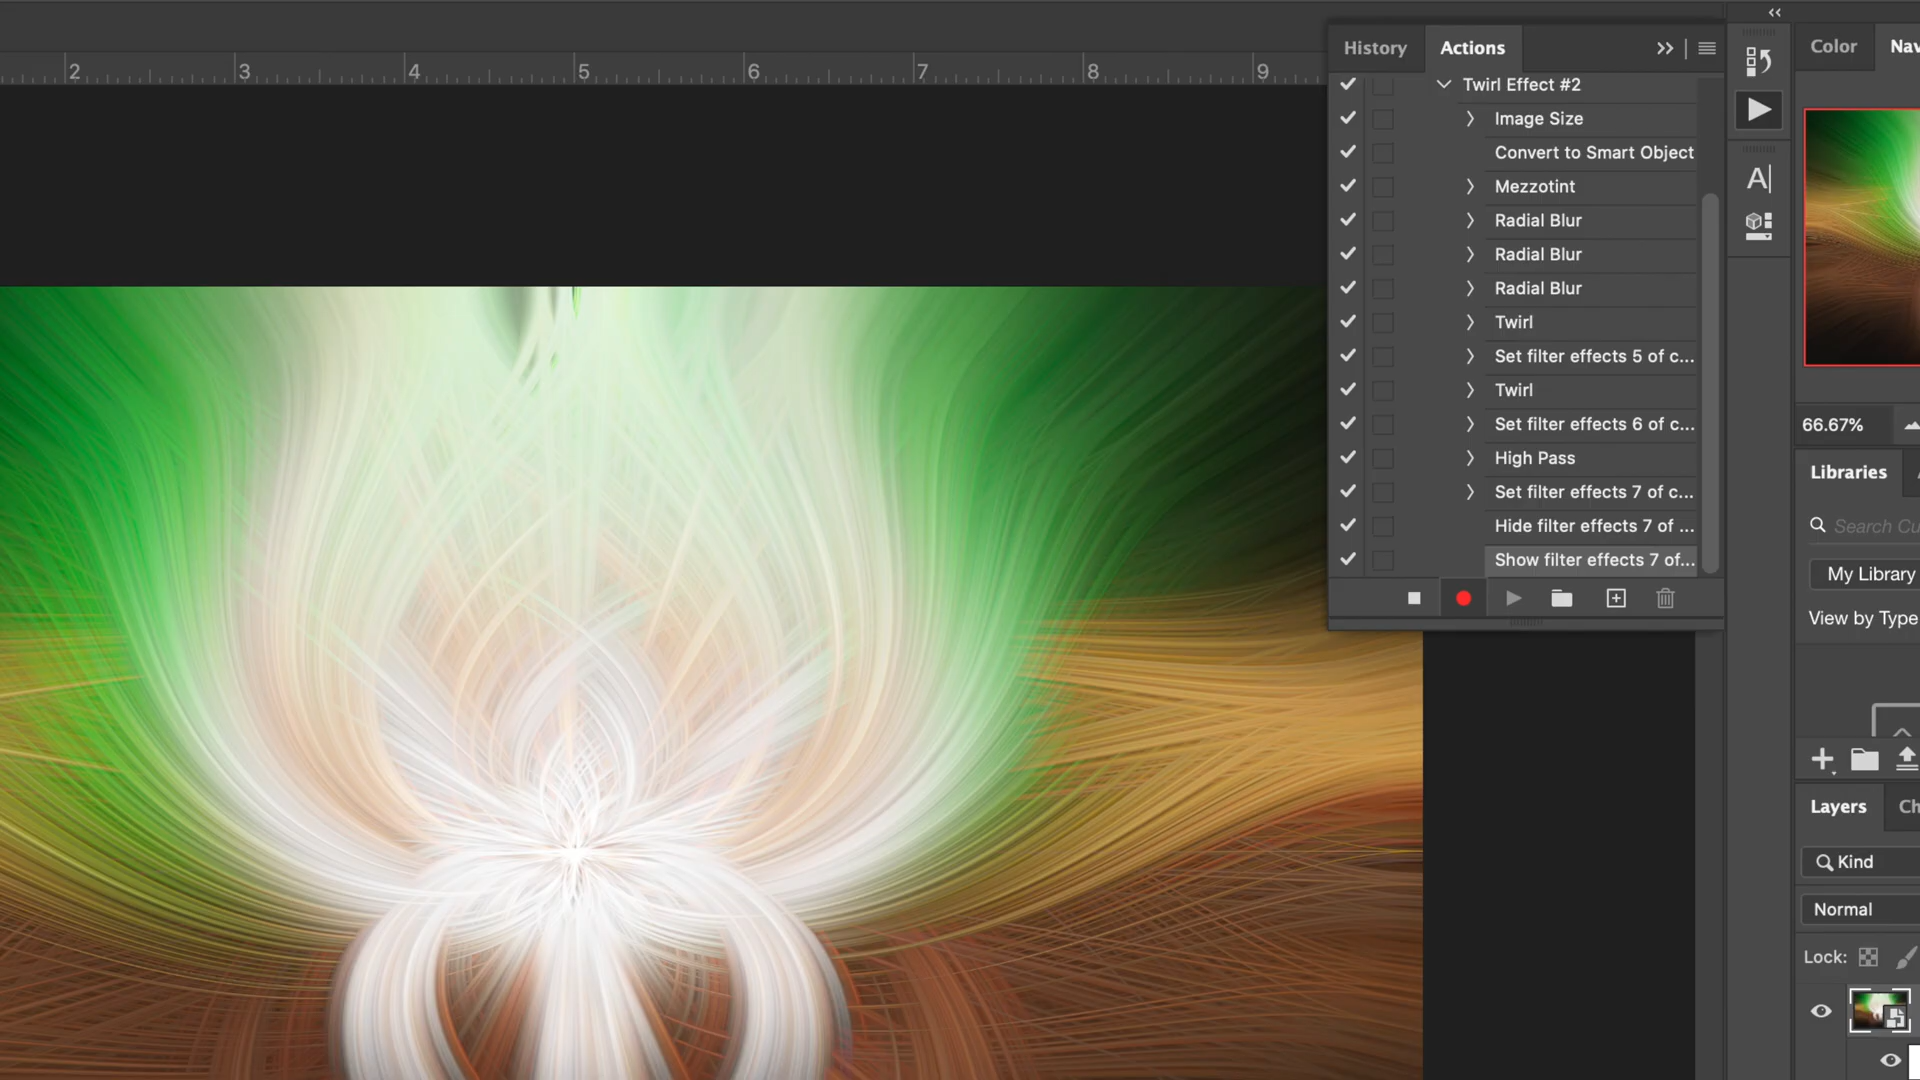 2 3 4 5 6 7 8 9
History Actions
Twirl Effect #2
Image Size
Convert to Smart Object
Mezzotint
Radial Blur
Radial Blur
Radial Blur
Twirl
Set filter effects 5 of c...
Twirl
Set filter effects 6 of c...
High Pass
Set filter effects 7 of c...
Hide filter effects 7 of ...
Show filter effects 7 of...
A
Color Nav
66.67%
Libraries
Search Cu
My Library
View by Type
Layers Ch
Kind
Normal
Lock: